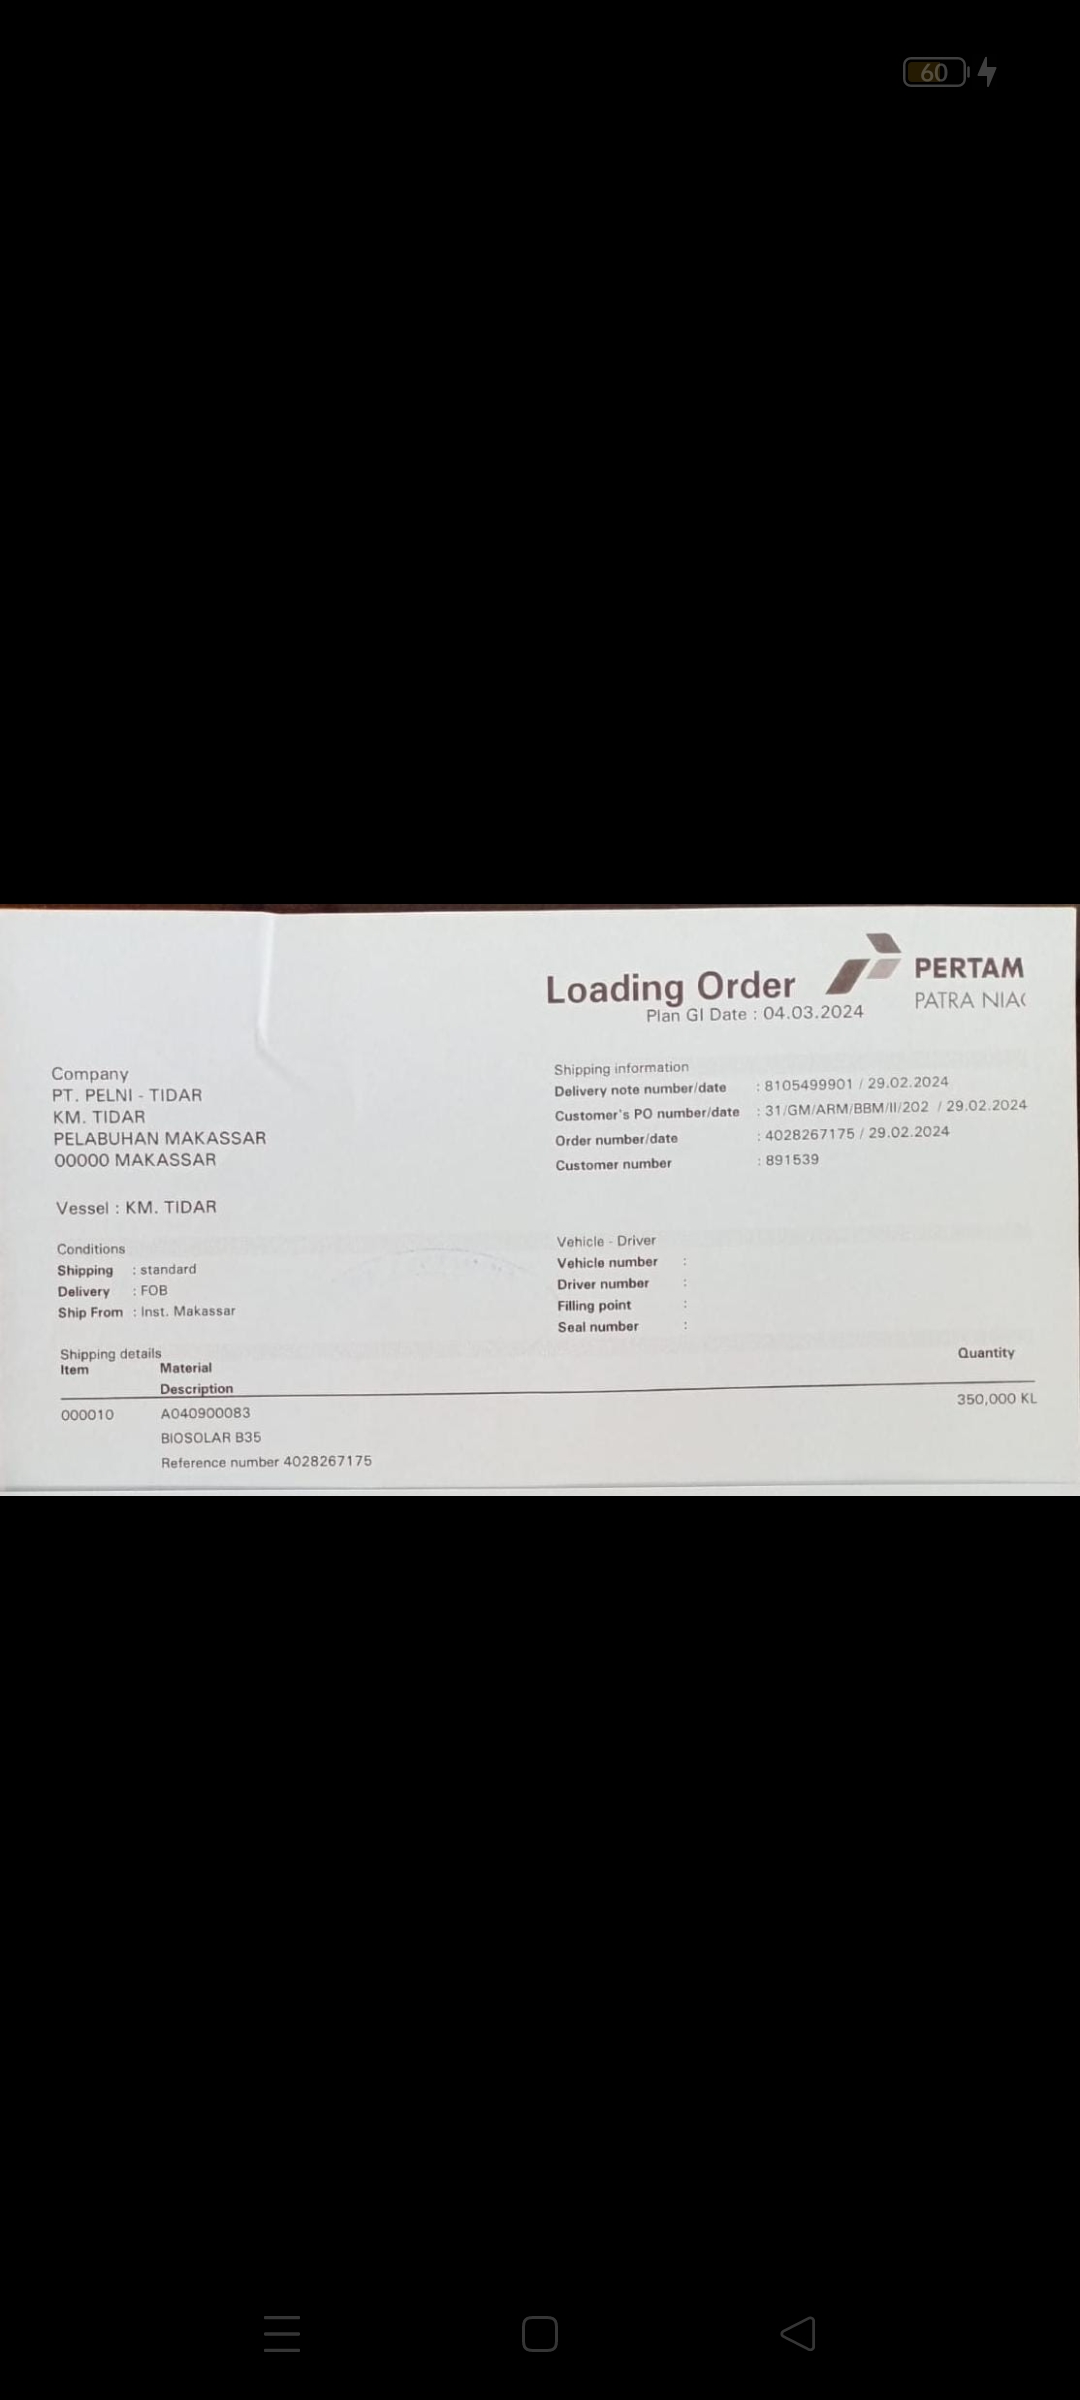 60
Loading Order
PERTAM
PATRA NIA
Plan GI Date : 04.03.2024
Company
PT. PELNI - TIDAR
KM. TIDAR
PELABUHAN MAKASSAR
00000 MAKASSAR
Vessel : KM. TIDAR
Shipping information
Delivery note number/date : 8105499901 / 29.02.2024
Customer's PO number/date : 31/GM/ARM/BBM/II/202 / 29.02.2024
Order number/date : 4028267175 / 29.02.2024
Customer number : 891539
Conditions
Shipping : standard
Delivery : FOB
Ship From : Inst. Makassar
Vehicle - Driver
Vehicle number :
Driver number :
Filling point :
Seal number :
Shipping details
Item Material Quantity
Description
000010 A040900083 350,000 KL
BIOSOLAR B35
Reference number 4028267175